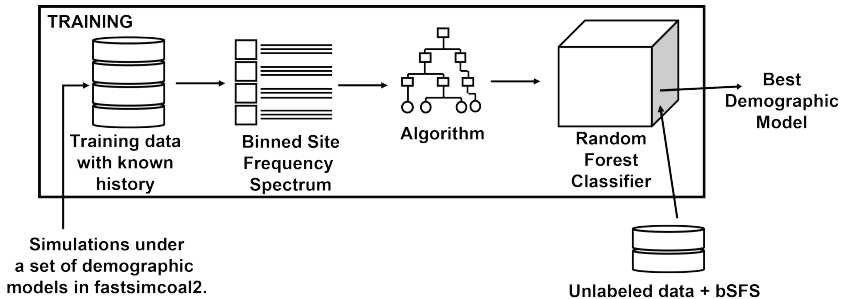 TRAINING
Training data
with known
history
Binned Site
Frequency
Spectrum
Algorithm
Random
Forest
Classifier
Best
Demographic
Model
Simulations under
a set of demographic
models in fastsimcoal2.
Unlabeled data + bSFS